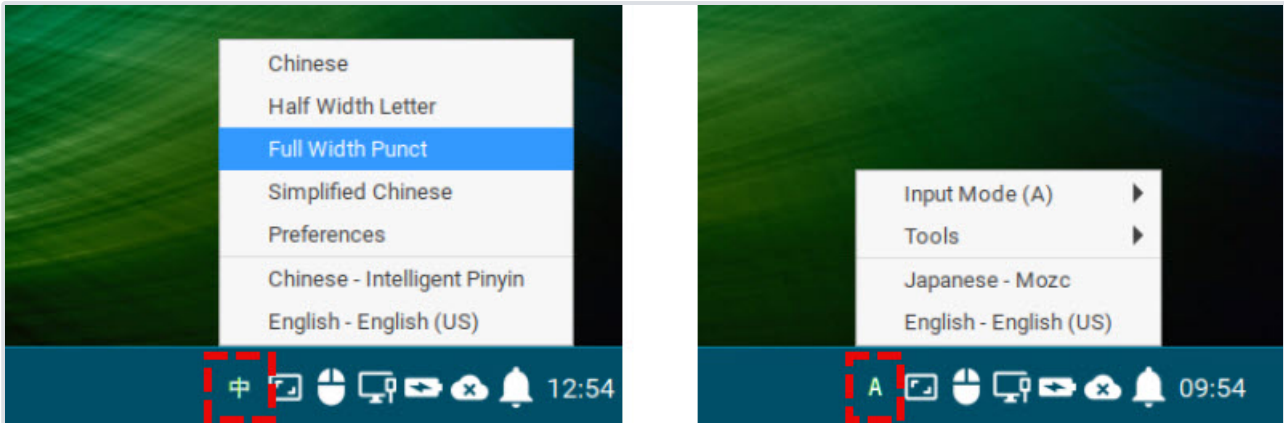 Chinese
Half Width Letter
Full Width Punct
Simplified Chinese
Preferences
Chinese - Intelligent Pinyin
English - English (US)
中 12:54
Input Mode (A)
Tools
Japanese - Mozc
English - English (US)
A 09:54